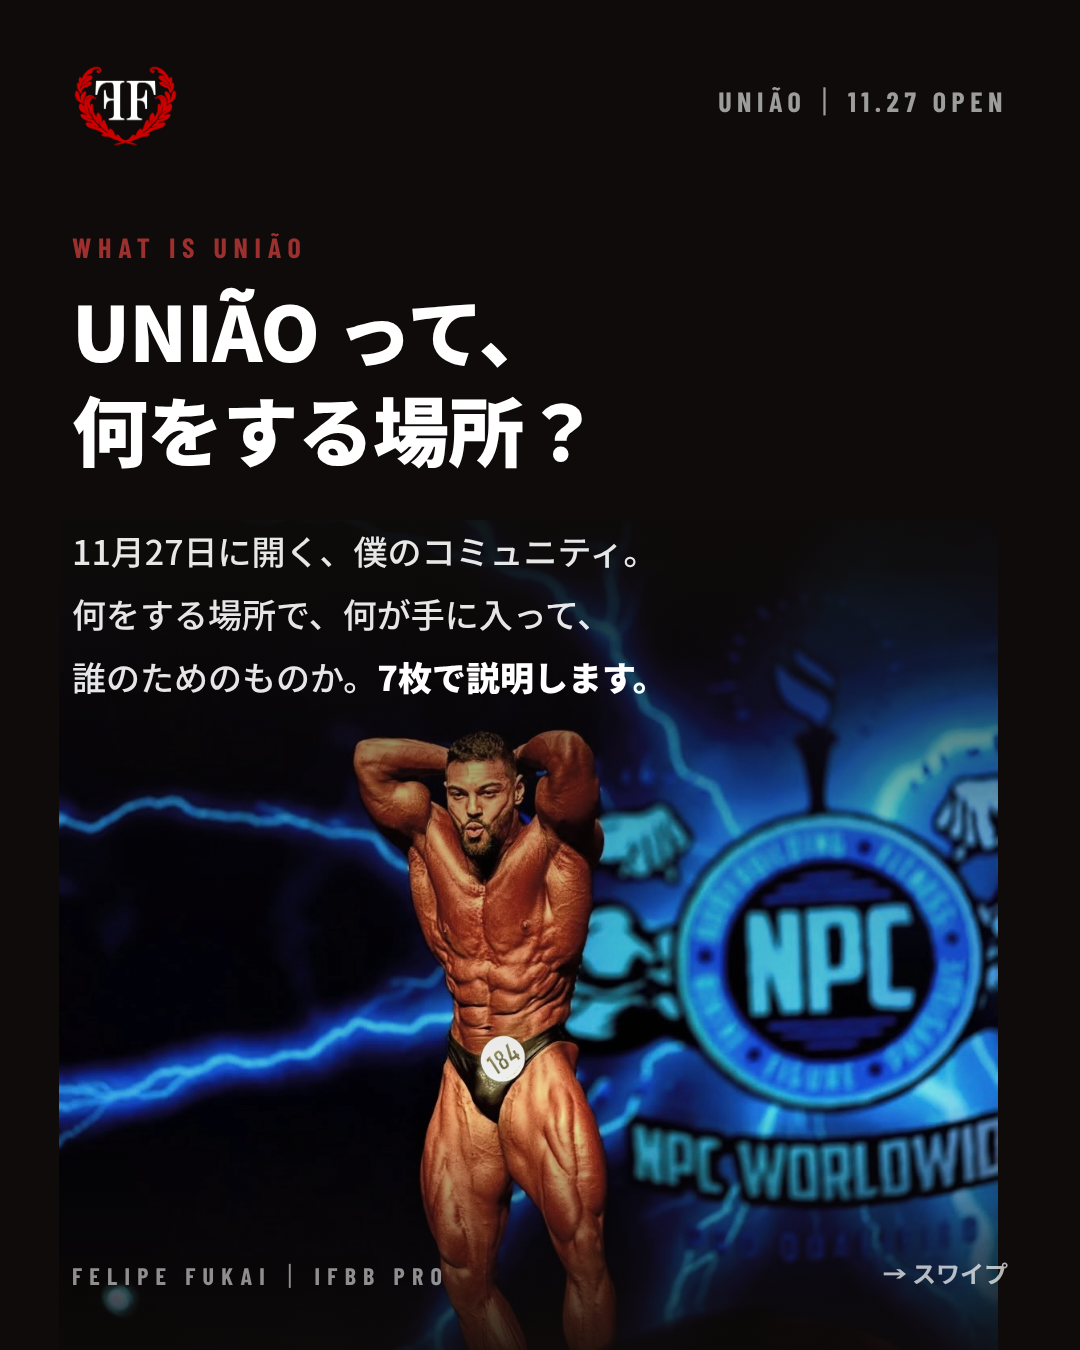 FF
UNIÃO | 11.27 OPEN
WHAT IS UNIÃO
UNIÃO って、
何をする場所？
11月27日に開く、僕のコミュニティ。
何をする場所で、何が手に入って、
誰のためのものか。7枚で説明します。
NPC
184
NPC WORLDWID
FELIPE FUKAI | IFBB PRO
→ スワイプ